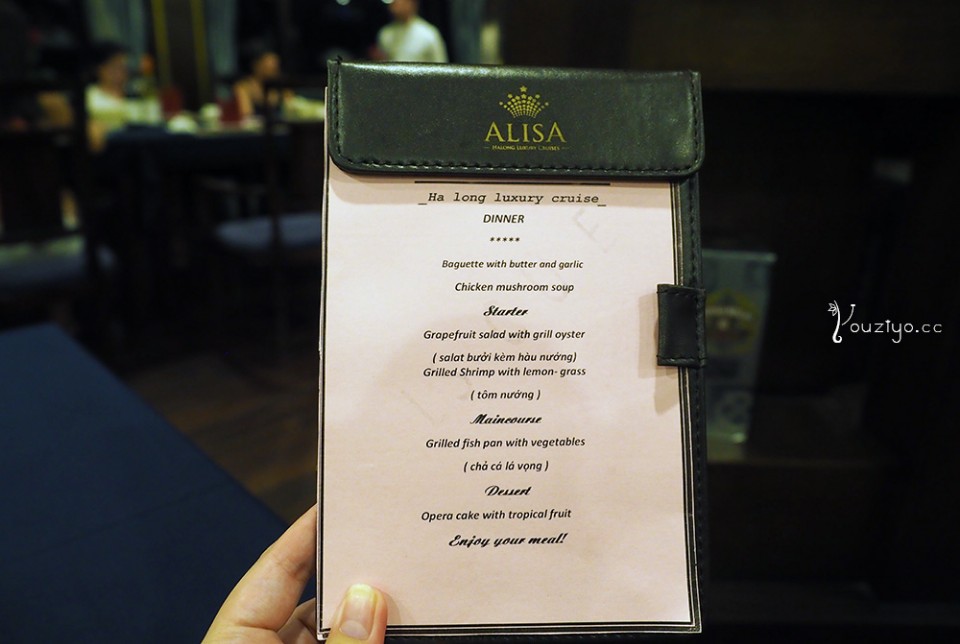 ALISA
HALONG LUXURY CRUISES
_Ha long luxury cruise_
DINNER
*****
Baguette with butter and garlic
Chicken mushroom soup
Starter
Grapefruit salad with grill oyster
( salat bưởi kèm hàu nướng)
Grilled Shrimp with lemon- grass
( tôm nướng )
Maincourse
Grilled fish pan with vegetables
( chả cá lá vọng )
Dessert
Opera cake with tropical fruit
Enjoy your meal!
Youziyo.cc